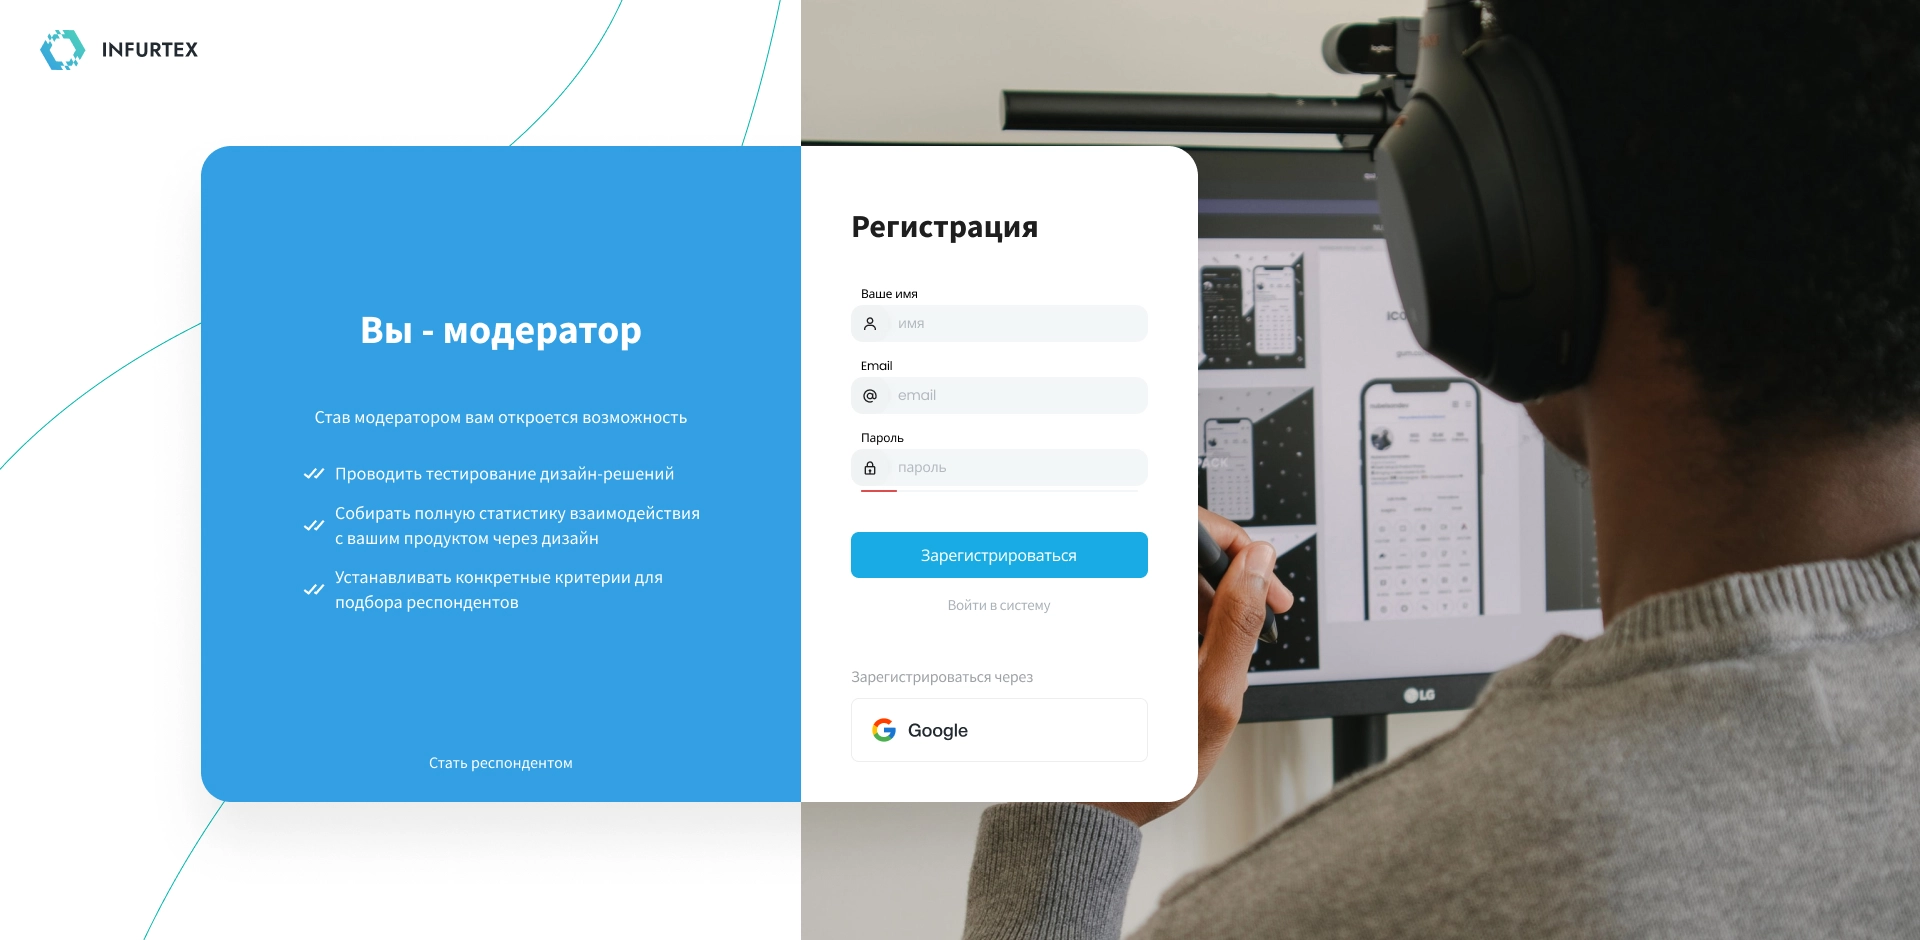 INFURTEX
Вы - модератор
Став модератором вам откроется возможность
Проводить тестирование дизайн-решений
Собирать полную статистику взаимодействия
с вашим продуктом через дизайн
Устанавливать конкретные критерии для
подбора респондентов
Стать респондентом
Регистрация
Ваше имя
имя
Email
email
Пароль
пароль
Зарегистрироваться
Войти в систему
Зарегистрироваться через
Google
LG